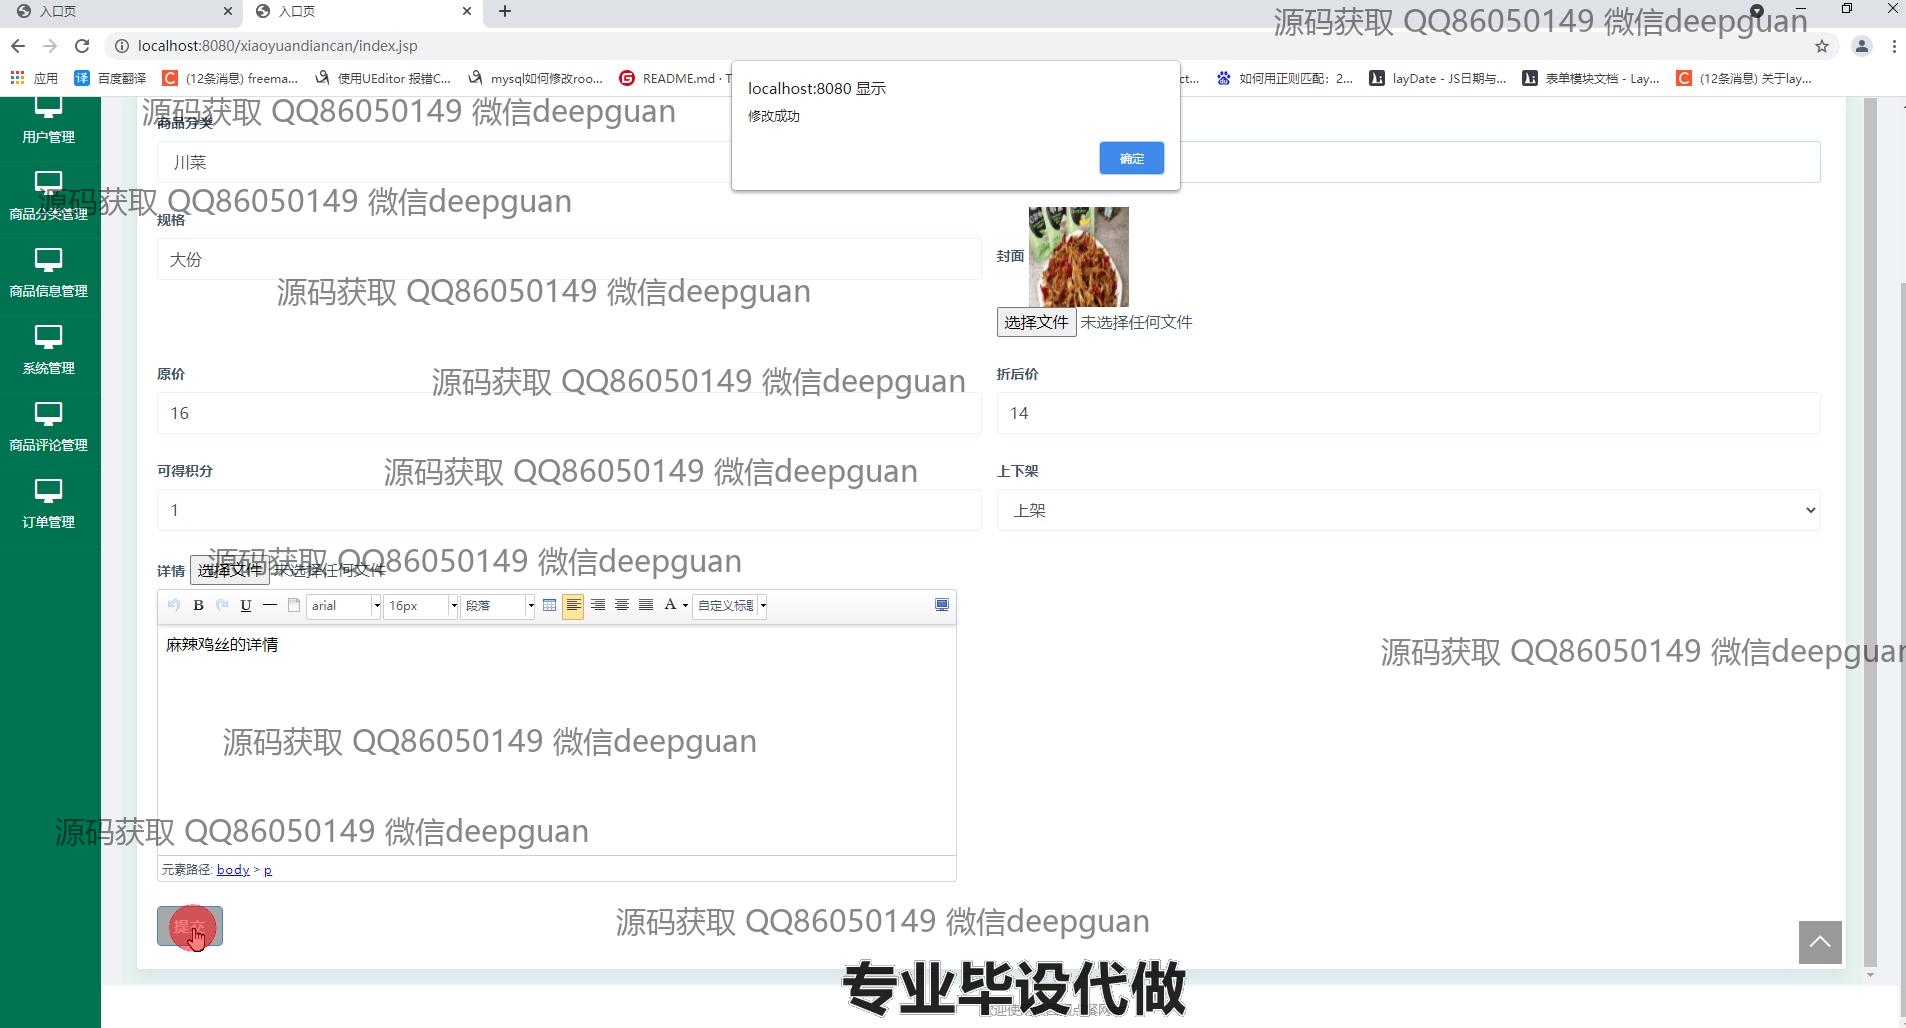 入口页
入口页
localhost:8080/xiaoyuandiancan/index.jsp
源码获取 QQ86050149 微信deepguan
应用
百度翻译
(12条消息) freema...
使用UEditor 报错C...
mysql如何修改roo...
README.md · T
ct...
如何用正则匹配：2...
layDate - JS日期与...
表单模块文档 - Lay...
(12条消息) 关于lay...
localhost:8080 显示
修改成功
确定
用户管理
商品分类管理
商品信息管理
系统管理
商品评论管理
订单管理
源码获取 QQ86050149 微信deepguan
商品分类
川菜
源码获取 QQ86050149 微信deepguan
规格
大份
封面
选择文件 未选择任何文件
源码获取 QQ86050149 微信deepguan
原价
16
折后价
14
源码获取 QQ86050149 微信deepguan
可得积分
1
上下架
上架
源码获取 QQ86050149 微信deepguan
详情 选择文件 未选择任何文件
源码获取 QQ86050149 微信deepguan
B U arial 16px 段落 A 自定义标题
麻辣鸡丝的详情
源码获取 QQ86050149 微信deepguan
源码获取 QQ86050149 微信deepguan
源码获取 QQ86050149 微信deepguan
元素路径: body > p
提交
源码获取 QQ86050149 微信deepguan
专业毕设代做